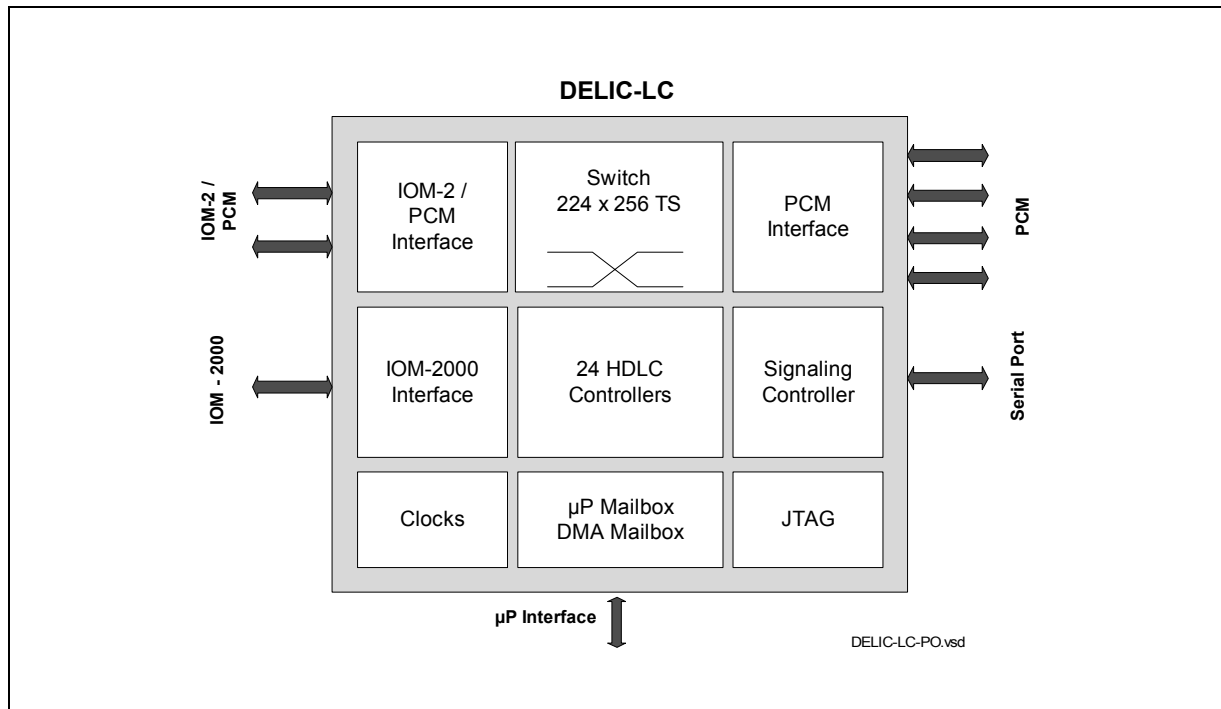 DELIC-LC
IOM-2 /
PCM
IOM-2 /
PCM
Interface
Switch
224 x 256 TS
PCM
Interface
PCM
IOM - 2000
IOM-2000
Interface
24 HDLC
Controllers
Signaling
Controller
Serial Port
Clocks
µP Mailbox
DMA Mailbox
JTAG
µP Interface
DELIC-LC-PO.vsd